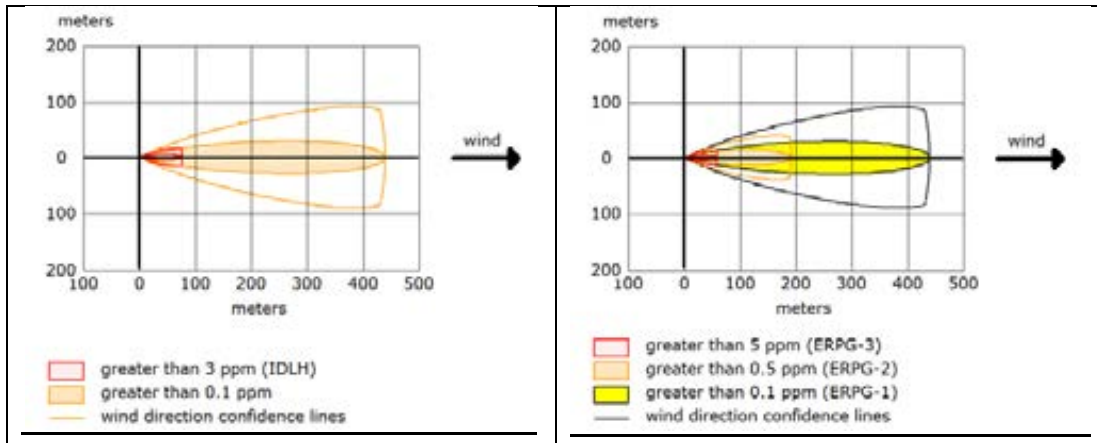 meters
200
100
0
100
200
100 0 100 200 300 400 500
meters
wind
greater than 3 ppm (IDLH)
greater than 0.1 ppm
wind direction confidence lines
meters
200
100
0
100
200
100 0 100 200 300 400 500
meters
wind
greater than 5 ppm (ERPG-3)
greater than 0.5 ppm (ERPG-2)
greater than 0.1 ppm (ERPG-1)
wind direction confidence lines